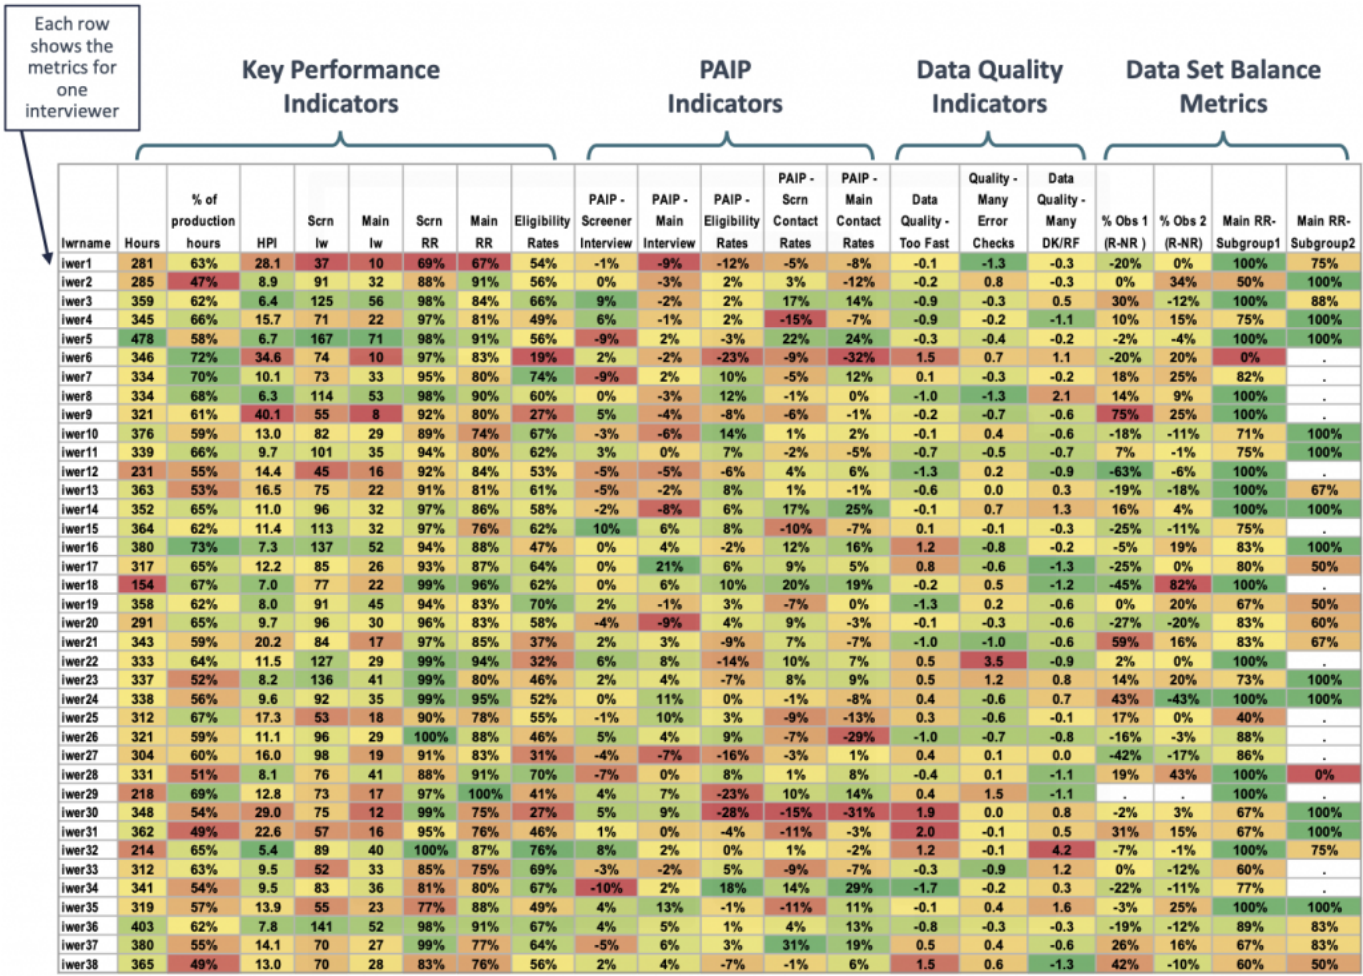 Each row
shows the
metrics for
one
interviewer
Key Performance
Indicators
PAIP
Indicators
Data Quality
Indicators
Data Set Balance
Metrics
Iwrname Hours % of production hours HPI Scrn Iw Main Iw Scrn RR Main RR Eligibility Rates PAIP - Screener Interview PAIP - Main Interview PAIP - Eligibility Rates PAIP - Scrn Contact Rates PAIP - Main Contact Rates Data Quality - Too Fast Quality - Many Error Checks Data Quality - Many DK/RF % Obs 1 (R-NR ) % Obs 2 (R-NR) Main RR- Subgroup1 Main RR- Subgroup2
iwer1 281 63% 28.1 37 10 69% 67% 54% -1% -9% -12% -5% -8% -0.1 -1.3 -0.3 -20% 0% 100% 75%
iwer2 285 47% 8.9 91 32 88% 91% 56% 0% -3% 2% 3% -12% -0.2 0.8 -0.3 0% 34% 50% 100%
iwer3 359 62% 6.4 125 56 98% 84% 66% 9% -2% 2% 17% 14% -0.9 -0.3 0.5 30% -12% 100% 88%
iwer4 345 66% 15.7 71 22 97% 81% 49% 6% -1% 2% -15% -7% -0.9 -0.2 -1.1 10% 15% 75% 100%
iwer5 478 58% 6.7 167 71 98% 91% 56% -9% 2% -3% 22% 24% -0.3 -0.4 -0.2 -2% -4% 100% 100%
iwer6 346 72% 34.6 74 10 97% 83% 19% 2% -2% -23% -9% -32% 1.5 0.7 1.1 -20% 20% 0% .
iwer7 334 70% 10.1 73 33 95% 80% 74% -9% 2% 10% -5% 12% 0.1 -0.3 -0.2 18% 25% 82% .
iwer8 334 68% 6.3 114 53 98% 90% 60% 0% -3% 12% -1% 0% -1.0 -1.3 2.1 14% 9% 100% .
iwer9 321 61% 40.1 55 8 92% 80% 27% 5% -4% -8% -6% -1% -0.2 -0.7 -0.6 75% 25% 100% .
iwer10 376 59% 13.0 82 29 89% 74% 67% -3% -6% 14% 1% 2% -0.1 0.4 -0.6 -18% -11% 71% 100%
iwer11 339 66% 9.7 101 35 94% 80% 62% 3% 0% 7% -2% -5% -0.7 -0.5 -0.7 7% -1% 75% 100%
iwer12 231 55% 14.4 45 16 92% 84% 53% -5% -5% -6% 4% 6% -1.3 0.2 -0.9 -63% -6% 100% .
iwer13 363 53% 16.5 75 22 91% 81% 61% -5% -2% 8% 1% -1% -0.6 0.0 0.3 -19% -18% 100% 67%
iwer14 352 65% 11.0 96 32 97% 86% 58% -2% -8% 6% 17% 25% -0.1 0.7 1.3 16% 4% 100% 100%
iwer15 364 62% 11.4 113 32 97% 76% 62% 10% 6% 8% -10% -7% 0.1 -0.1 -0.3 -25% -11% 75% .
iwer16 380 73% 7.3 137 52 94% 88% 47% 0% 4% -2% 12% 16% 1.2 -0.8 -0.2 -5% 19% 83% 100%
iwer17 317 65% 12.2 85 26 93% 87% 64% 0% 21% 6% 9% 5% 0.8 -0.6 -1.3 -25% 0% 80% 50%
iwer18 154 67% 7.0 77 22 99% 96% 62% 0% 6% 10% 20% 19% -0.2 0.5 -1.2 -45% 82% 100% .
iwer19 358 62% 8.0 91 45 94% 83% 70% 2% -1% 3% -7% 0% -1.3 0.2 -0.6 0% 20% 67% 50%
iwer20 291 65% 9.7 96 30 96% 83% 58% -4% -9% 4% 9% -3% -0.1 -0.3 -0.6 -27% -20% 83% 60%
iwer21 343 59% 20.2 84 17 97% 85% 37% 2% 3% -9% 7% -7% -1.0 -1.0 -0.6 59% 16% 83% 67%
iwer22 333 64% 11.5 127 29 99% 94% 32% 6% 8% -14% 10% 7% 0.5 3.5 -0.9 2% 0% 100% .
iwer23 337 52% 8.2 136 41 99% 80% 46% 2% 4% -7% 8% 9% 0.5 1.2 0.8 14% 20% 73% 100%
iwer24 338 56% 9.6 92 35 99% 95% 52% 0% 11% 0% -1% -8% 0.4 -0.6 0.7 43% -43% 100% 100%
iwer25 312 67% 17.3 53 18 90% 78% 55% -1% 10% 3% -9% -13% 0.3 -0.6 -0.1 17% 0% 40% .
iwer26 321 59% 11.1 96 29 100% 88% 46% 5% 4% 9% -7% -29% -1.0 -0.7 -0.8 -16% -3% 88% .
iwer27 304 60% 16.0 98 19 91% 83% 31% -4% -7% -16% -3% 1% 0.4 0.1 0.0 -42% -17% 86% .
iwer28 331 51% 8.1 76 41 88% 91% 70% -7% 0% 8% 1% 8% -0.4 0.1 -1.1 19% 43% 100% 0%
iwer29 218 69% 12.8 73 17 97% 100% 41% 4% 7% -23% 10% 14% 0.4 1.5 -1.1 . . 100% .
iwer30 348 54% 29.0 75 12 99% 75% 27% 5% 9% -28% -15% -31% 1.9 0.0 0.8 -2% 3% 67% 100%
iwer31 362 49% 22.6 57 16 95% 76% 46% 1% 0% -4% -11% -3% 2.0 -0.1 0.5 31% 15% 67% 100%
iwer32 214 65% 5.4 89 40 100% 87% 76% 8% 2% 0% 1% -2% 1.2 -0.1 4.2 -7% -1% 100% 75%
iwer33 312 63% 9.5 52 33 85% 75% 69% -3% -2% 5% -9% -7% -0.3 -0.9 1.2 0% -12% 60% .
iwer34 341 54% 9.5 83 36 81% 80% 67% -10% 2% 18% 14% 29% -1.7 -0.2 0.3 -22% -11% 77% .
iwer35 319 57% 13.9 55 23 77% 88% 49% 4% 13% -1% -11% 11% -0.1 0.4 1.6 -3% 25% 100% 100%
iwer36 403 62% 7.8 141 52 98% 91% 67% 4% 5% 1% 4% 13% -0.8 -0.3 -0.3 -19% -12% 89% 83%
iwer37 380 55% 14.1 70 27 99% 77% 64% -5% 6% 3% 31% 19% 0.5 0.4 -0.6 26% 16% 67% 83%
iwer38 365 49% 13.0 70 28 83% 76% 56% 2% 4% -7% -1% 6% 1.5 0.6 -1.3 42% -10% 60% 50%